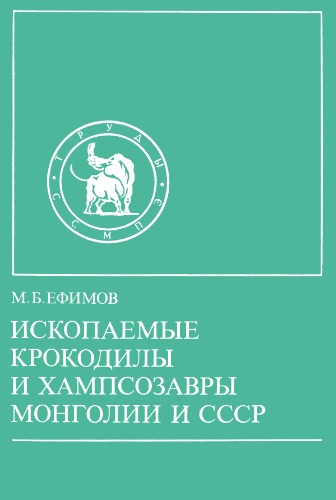 ТРУДЫ
ССМПЭ
М.Б.ЕФИМОВ
ИСКОПАЕМЫЕ
КРОКОДИЛЫ
И ХАМПСОЗАВРЫ
МОНГОЛИИ И СССР